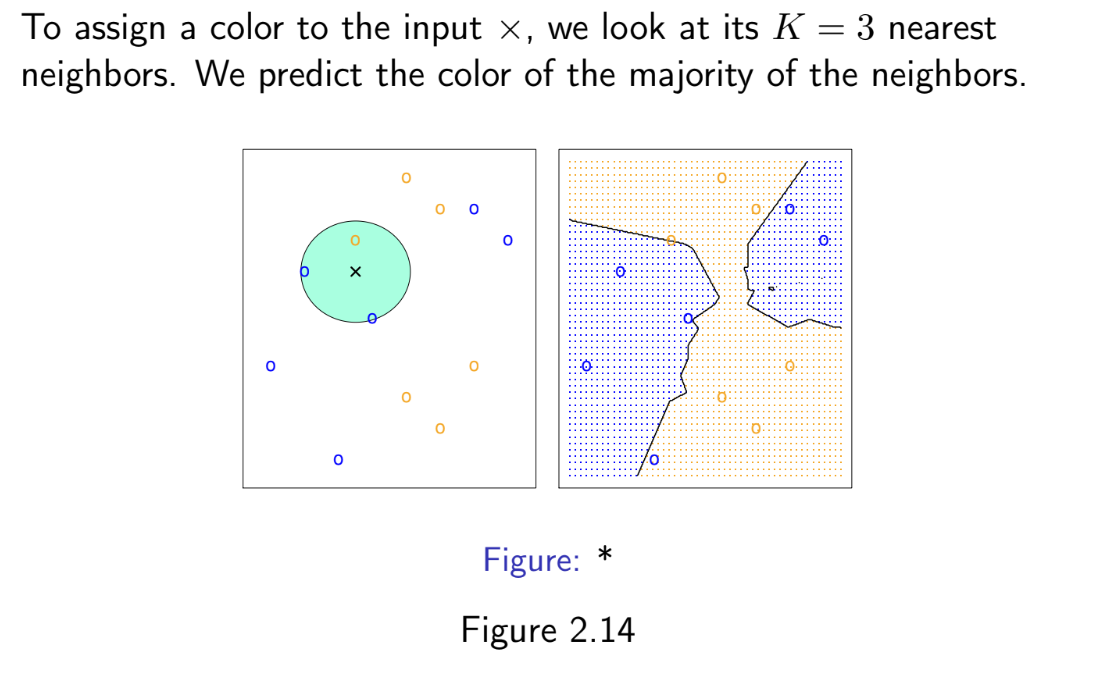 To assign a color to the input ×, we look at its K = 3 nearest
neighbors. We predict the color of the majority of the neighbors.
Figure: *
Figure 2.14